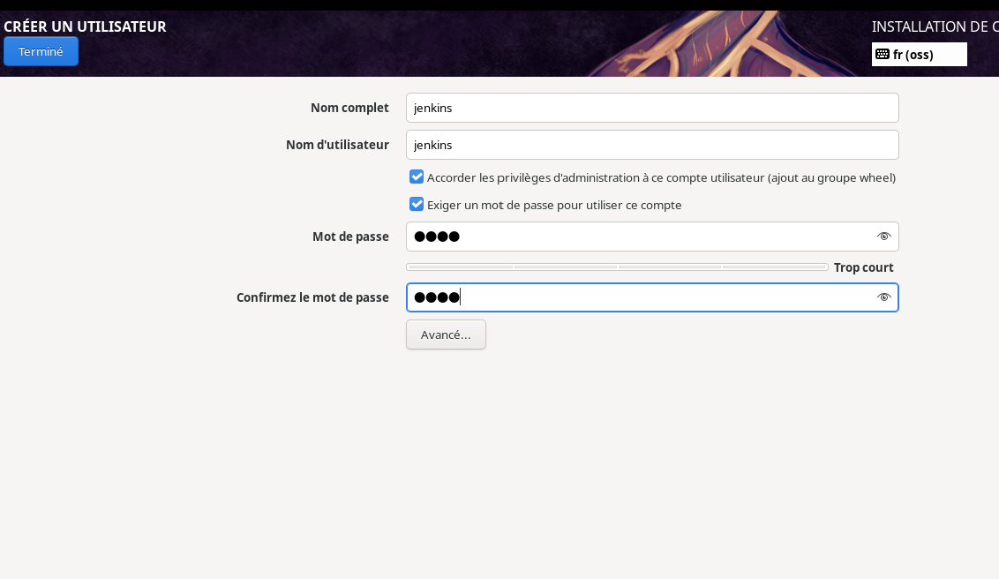 CRÉER UN UTILISATEUR
INSTALLATION DE C
Terminé
fr (oss)
Nom complet
jenkins
Nom d'utilisateur
jenkins
Accorder les privilèges d'administration à ce compte utilisateur (ajout au groupe wheel)
Exiger un mot de passe pour utiliser ce compte
Mot de passe
●●●●
Trop court
Confirmez le mot de passe
●●●●
Avancé...